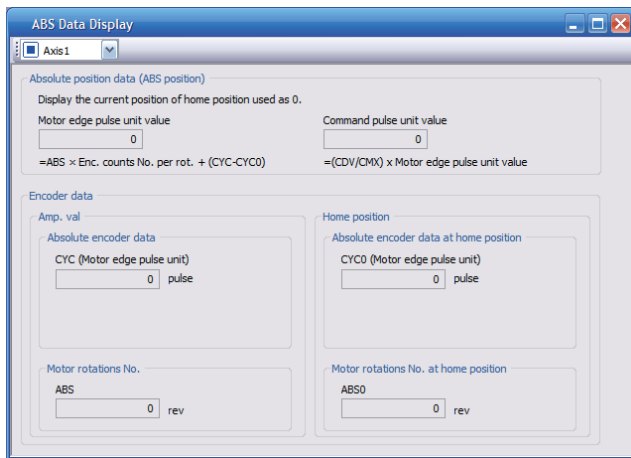 ABS Data Display
Axis1
Absolute position data (ABS position)
Display the current position of home position used as 0.
Motor edge pulse unit value
Command pulse unit value
0
0
=ABS × Enc. counts No. per rot. + (CYC-CYC0)
=(CDV/CMX) x Motor edge pulse unit value
Encoder data
Amp. val
Home position
Absolute encoder data
Absolute encoder data at home position
CYC (Motor edge pulse unit)
CYC0 (Motor edge pulse unit)
0 pulse
0 pulse
Motor rotations No.
Motor rotations No. at home position
ABS
ABS0
0 rev
0 rev